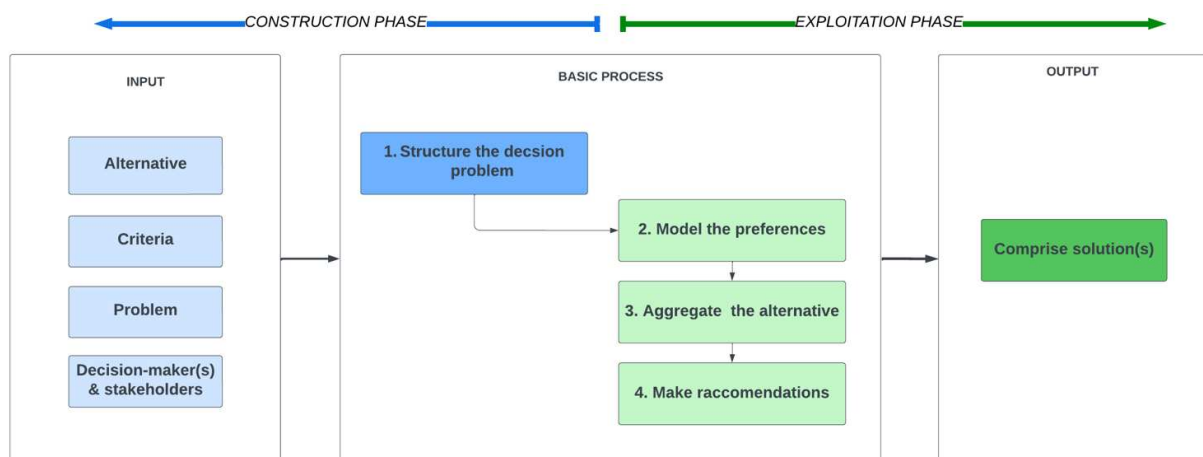 CONSTRUCTION PHASE
EXPLOITATION PHASE
INPUT
Alternative
Criteria
Problem
Decision-maker(s)
& stakeholders
BASIC PROCESS
1. Structure the decsion
problem
2. Model the preferences
3. Aggregate the alternative
4. Make raccomendations
OUTPUT
Comprise solution(s)